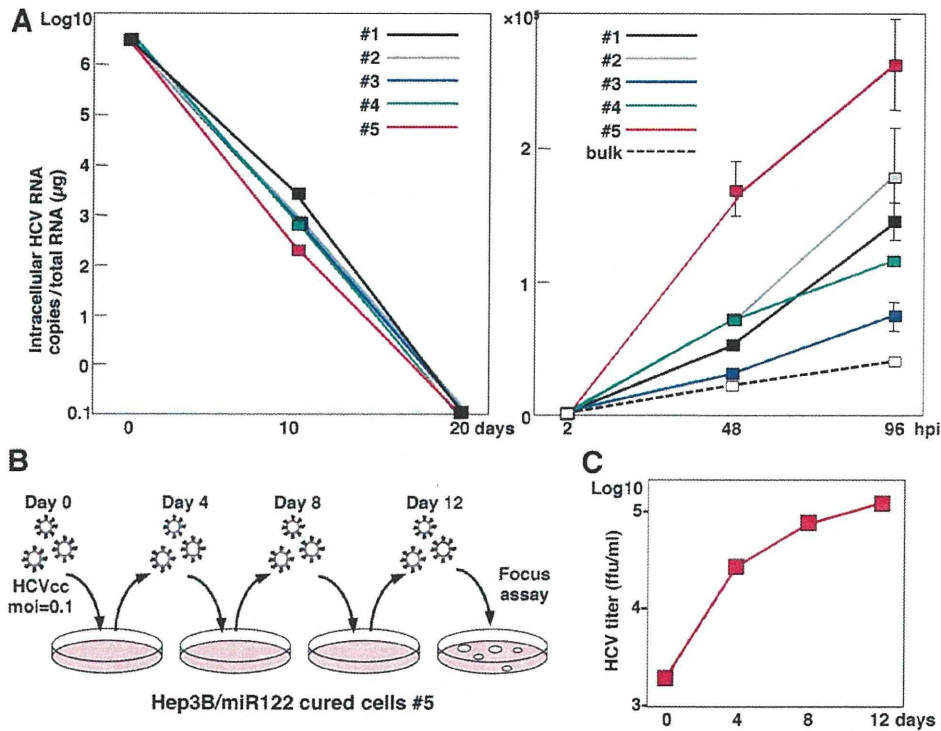 A
Log10
6
5
4
3
2
1
0
0.1
Intracellular HCV RNA
copies/total RNA (µg)
0
10
20 days
#1
#2
#3
#4
#5
×10⁵
2
1
0
#1
#2
#3
#4
#5
bulk
2
48
96
hpi
B
Day 0
Day 4
Day 8
Day 12
HCVcc
moi=0.1
Focus
assay
Hep3B/miR122 cured cells #5
C
Log10
5
4
3
HCV titer (ffu/ml)
0
4
8
12 days